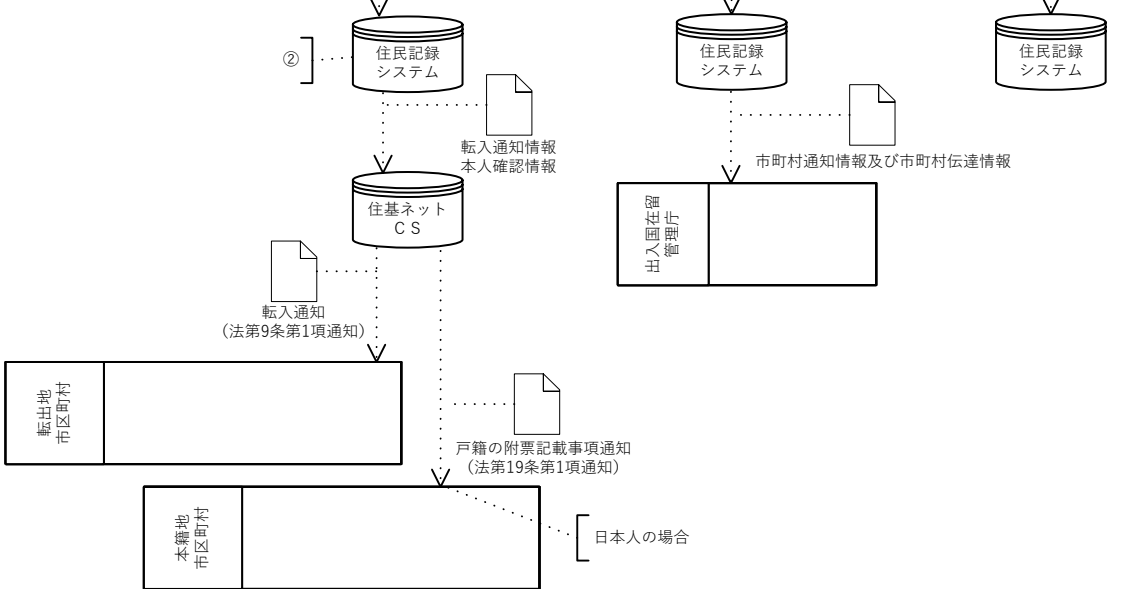 ②
住民記録
システム
住民記録
システム
住民記録
システム
転入通知情報
本人確認情報
市町村通知情報及び市町村伝達情報
住基ネット
ＣＳ
出入国在留
管理庁
転入通知
（法第9条第1項通知）
転出地
市区町村
戸籍の附票記載事項通知
（法第19条第1項通知）
本籍地
市区町村
日本人の場合